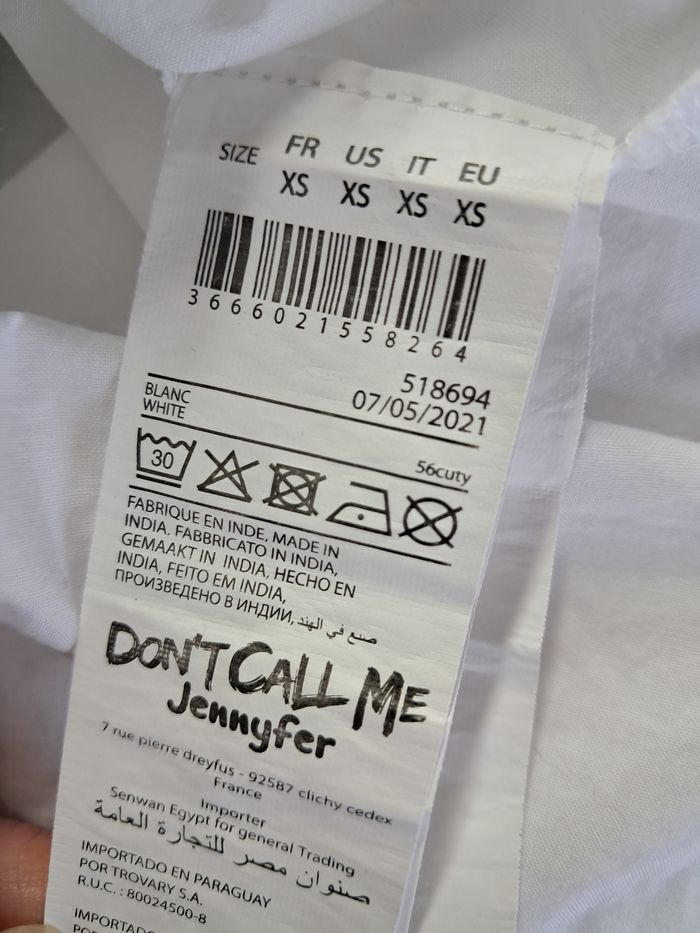 SIZE FR US IT EU
XS XS XS XS
3666021558264
518694
07/05/2021
BLANC
WHITE
56cuty
30
FABRIQUE EN INDE, MADE IN
INDIA, FABBRICATO IN INDIA,
GEMAAKT IN INDIA, HECHO EN
INDIA, FEITO EM INDIA,
ПРОИЗВЕДЕНО В ИНДИИ, صنع في الهند
DON'T CALL ME
Jennyfer
7 rue pierre dreyfus - 92587 clichy cedex
France
Importer
Senwan Egypt for general Trading
صنوان مصر للتجارة العامة
IMPORTADO EN PARAGUAY
POR TROVARY S.A.
R.U.C. : 80024500-8
IMPORTADO